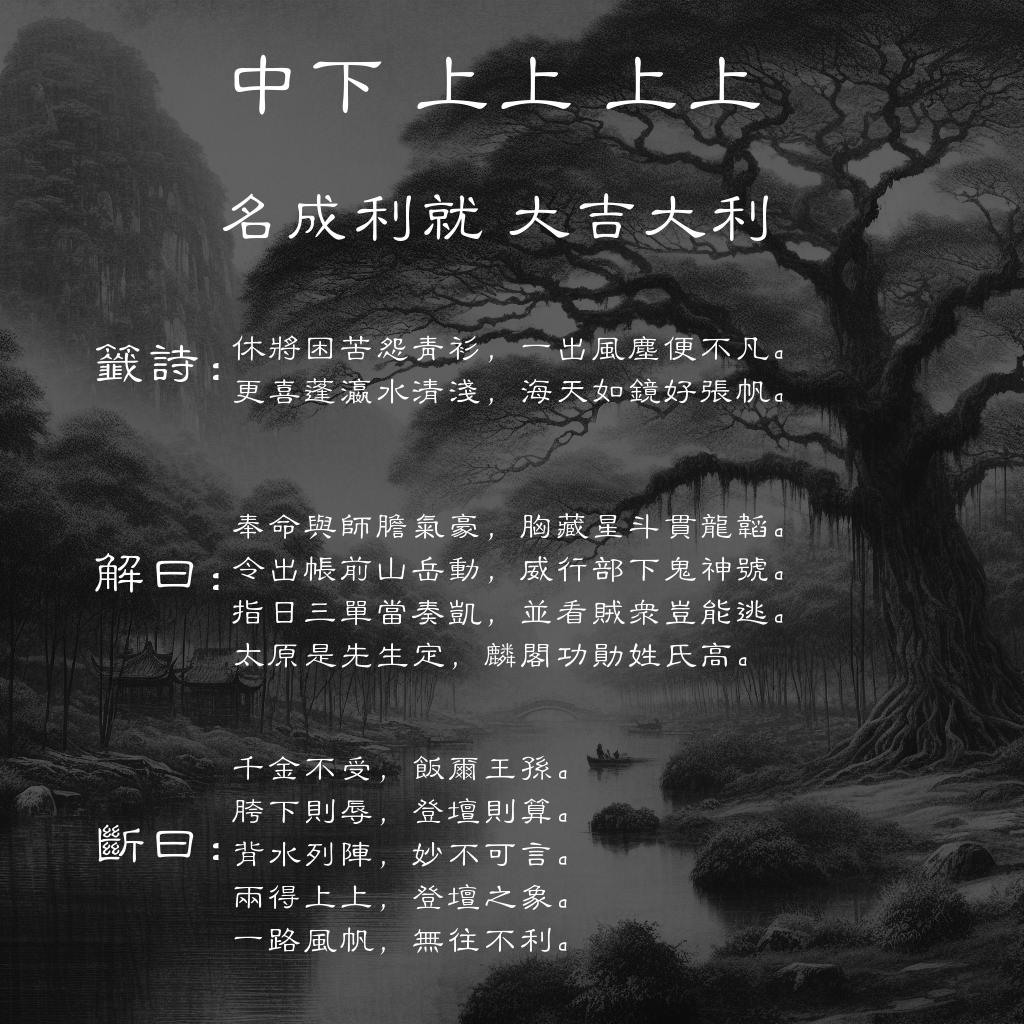 中下 上上 上上
名成利就 大吉大利
籤詩：
休將困苦怨青衫，一出風塵便不凡。
更喜蓬瀛水清淺，海天如鏡好張帆。
解曰：
奉命與師膽氣豪，胸藏星斗貫龍韜。
令出帳前山岳動，威行部下鬼神號。
指日三單當奏凱，並看賊衆豈能逃。
太原是先生定，麟閣功勛姓氏高。
斷曰：
千金不受，飯爾王孫。
胯下則辱，登壇則算。
背水列陣，妙不可言。
兩得上上，登壇之象。
一路風帆，無往不利。